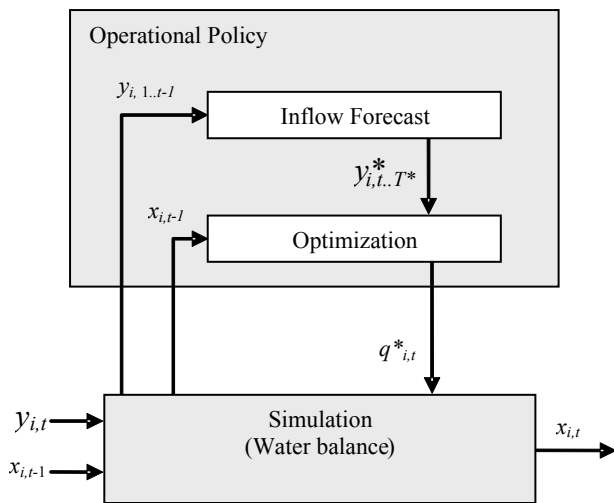 Operational Policy
y_{i, 1..t-1}
Inflow Forecast
y^*_{i,t..T*}
x_{i,t-1}
Optimization
q*_{i,t}
y_{i,t}
Simulation
(Water balance)
x_{i,t}
x_{i,t-1}